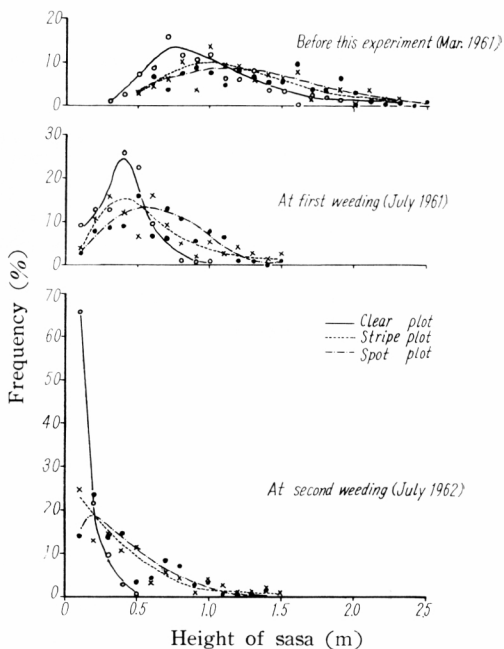 20
10
0
Before this experiment (Mar. 1961)
30
20
10
0
At first weeding (July 1961)
70
60
50
40
30
20
10
0
Clear plot
Stripe plot
Spot plot
At second weeding (July 1962)
Frequency (%)
0 0.5 1.0 1.5 2.0 2.5
Height of sasa (m)